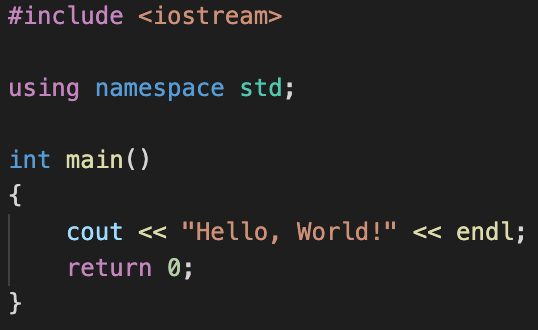 #include <iostream>
using namespace std;
int main()
{
    cout << "Hello, World!" << endl;
    return 0;
}